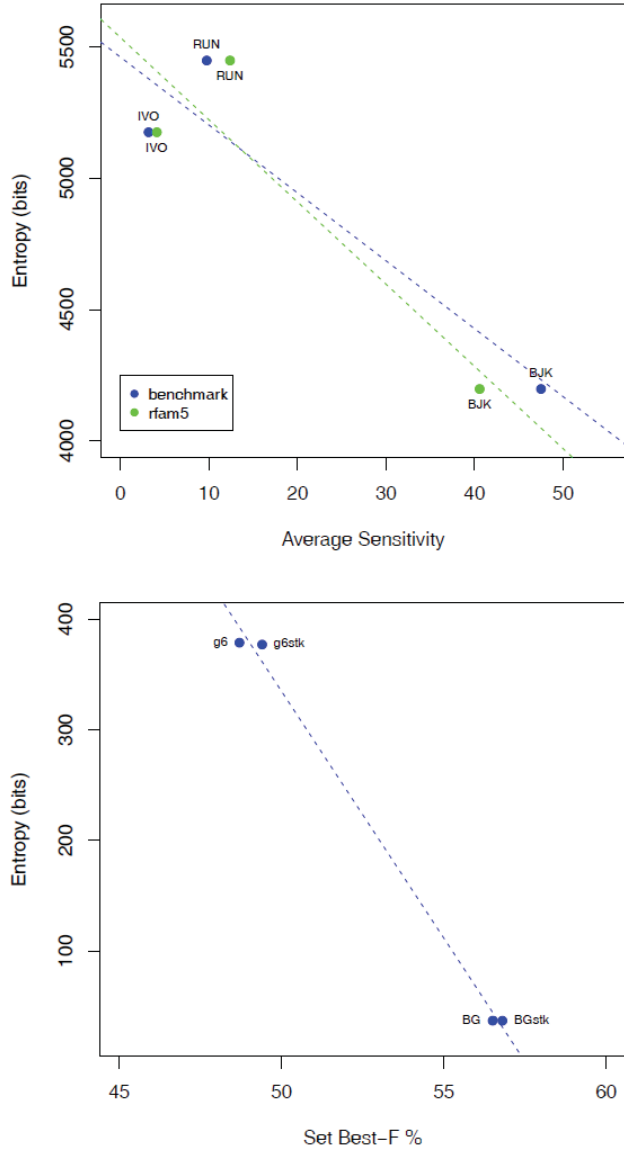 5500
5000
4500
4000
Entropy (bits)
RUN
RUN
IVO
IVO
BJK
BJK
benchmark
rfam5
0 10 20 30 40 50
Average Sensitivity
400
300
200
100
Entropy (bits)
g6
g6stk
BG
BGstk
45 50 55 60
Set Best-F %